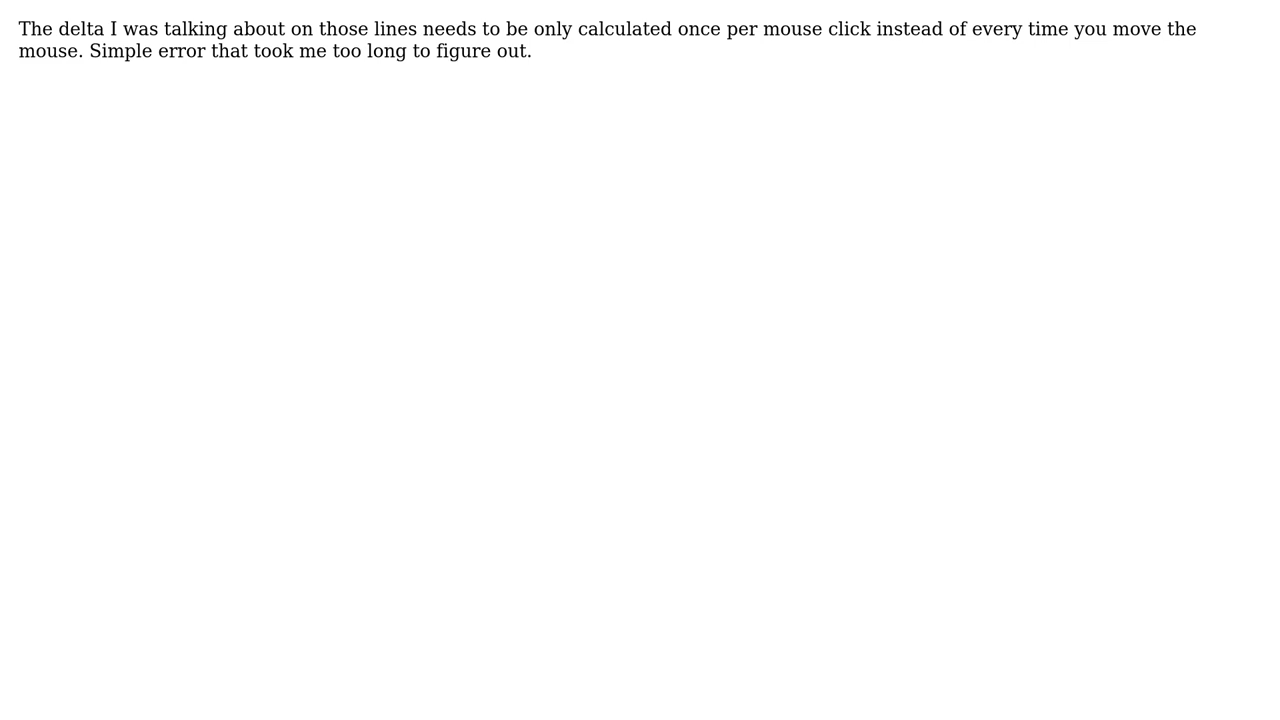 The delta I was talking about on those lines needs to be only calculated once per mouse click instead of every time you move the
mouse. Simple error that took me too long to figure out.